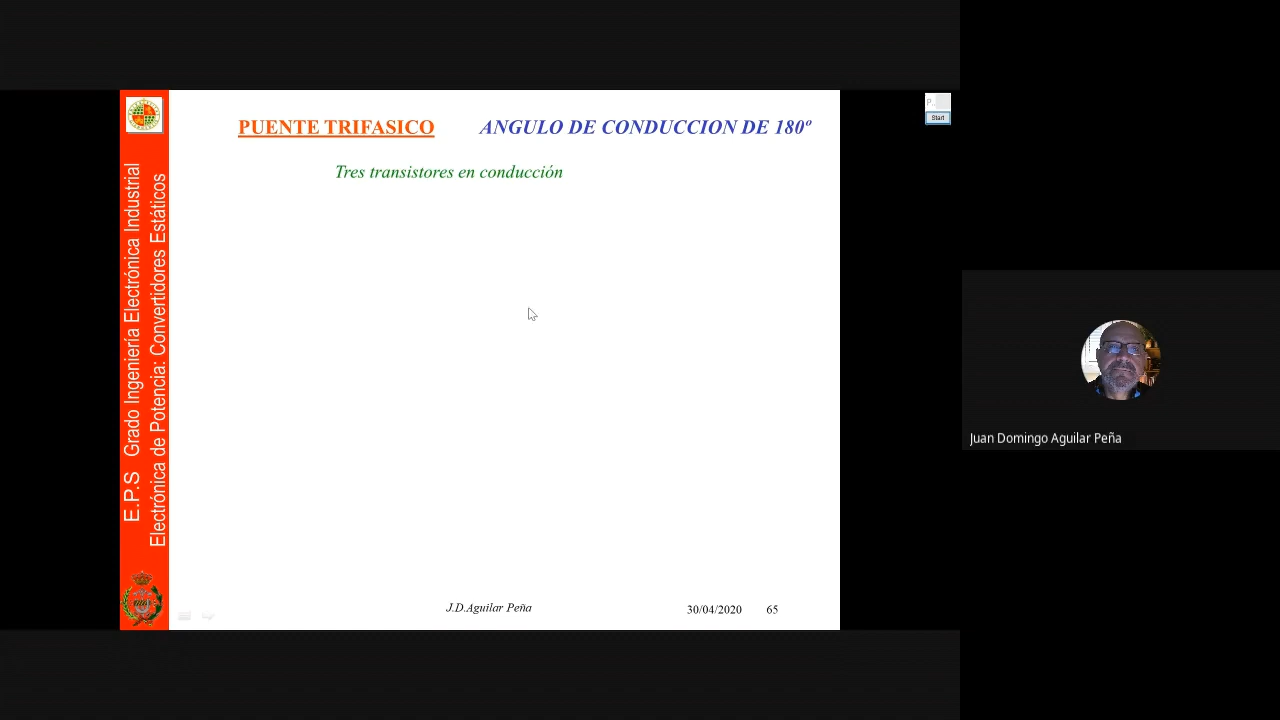 PUENTE TRIFASICO ANGULO DE CONDUCCION DE 180º
Tres transistores en conducción
E.P.S Grado Ingeniería Electrónica Industrial
Electrónica de Potencia: Convertidores Estáticos
J.D.Aguilar Peña 30/04/2020 65
P..
Start
Juan Domingo Aguilar Peña